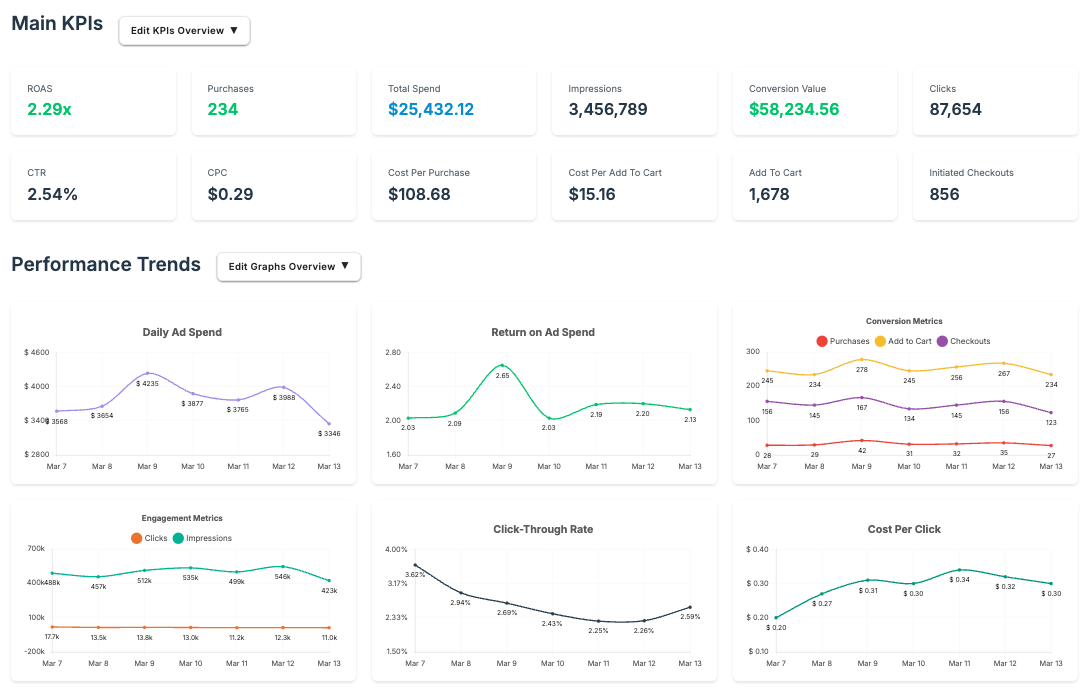 Main KPIs
Edit KPIs Overview ▼
ROAS
2.29x
Purchases
234
Total Spend
$25,432.12
Impressions
3,456,789
Conversion Value
$58,234.56
Clicks
87,654
CTR
2.54%
CPC
$0.29
Cost Per Purchase
$108.68
Cost Per Add To Cart
$15.16
Add To Cart
1,678
Initiated Checkouts
856
Performance Trends
Edit Graphs Overview ▼
Daily Ad Spend
$ 4600
$ 4000
$ 3400
$ 2800
$ 3568
$ 3654
$ 4235
$ 3877
$ 3765
$ 3988
$ 3346
Mar 7 Mar 8 Mar 9 Mar 10 Mar 11 Mar 12 Mar 13
Return on Ad Spend
2.80
2.40
2.00
1.60
2.03
2.09
2.65
2.03
2.19
2.20
2.13
Mar 7 Mar 8 Mar 9 Mar 10 Mar 11 Mar 12 Mar 13
Conversion Metrics
Purchases Add to Cart Checkouts
300
200
100
0
245 234 278 245 256 267 234
156 145 167 134 145 156 123
28 29 42 31 32 35 27
Mar 7 Mar 8 Mar 9 Mar 10 Mar 11 Mar 12 Mar 13
Engagement Metrics
Clicks Impressions
700k
400k
100k
-200k
488k 457k 512k 535k 499k 546k 423k
17.7k 13.5k 13.8k 13.0k 11.2k 12.3k 11.0k
Mar 7 Mar 8 Mar 9 Mar 10 Mar 11 Mar 12 Mar 13
Click-Through Rate
4.00%
3.17%
2.33%
1.50%
3.62%
2.94%
2.69%
2.43%
2.25%
2.26%
2.59%
Mar 7 Mar 8 Mar 9 Mar 10 Mar 11 Mar 12 Mar 13
Cost Per Click
$ 0.40
$ 0.30
$ 0.20
$ 0.10
$ 0.20
$ 0.27
$ 0.31
$ 0.30
$ 0.34
$ 0.32
$ 0.30
Mar 7 Mar 8 Mar 9 Mar 10 Mar 11 Mar 12 Mar 13